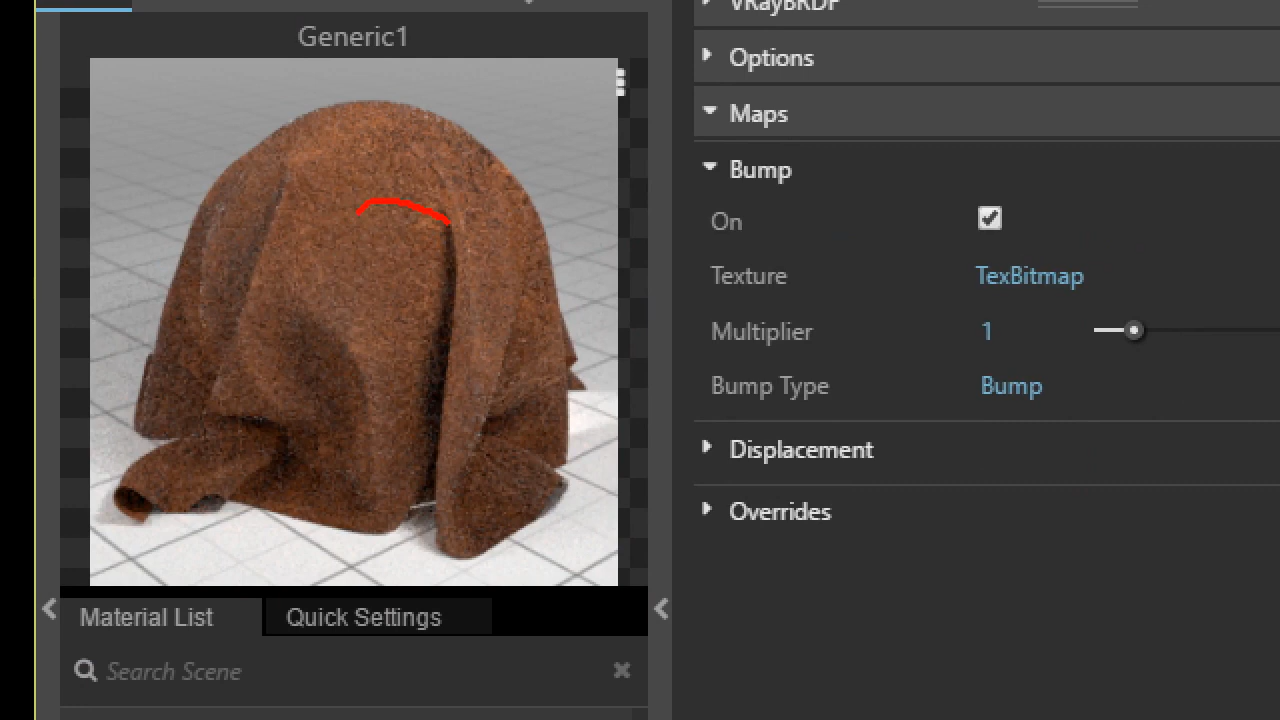 Generic1
Material List
Quick Settings
Search Scene
VRayBRDF
Options
Maps
Bump
On
Texture TexBitmap
Multiplier 1
Bump Type Bump
Displacement
Overrides